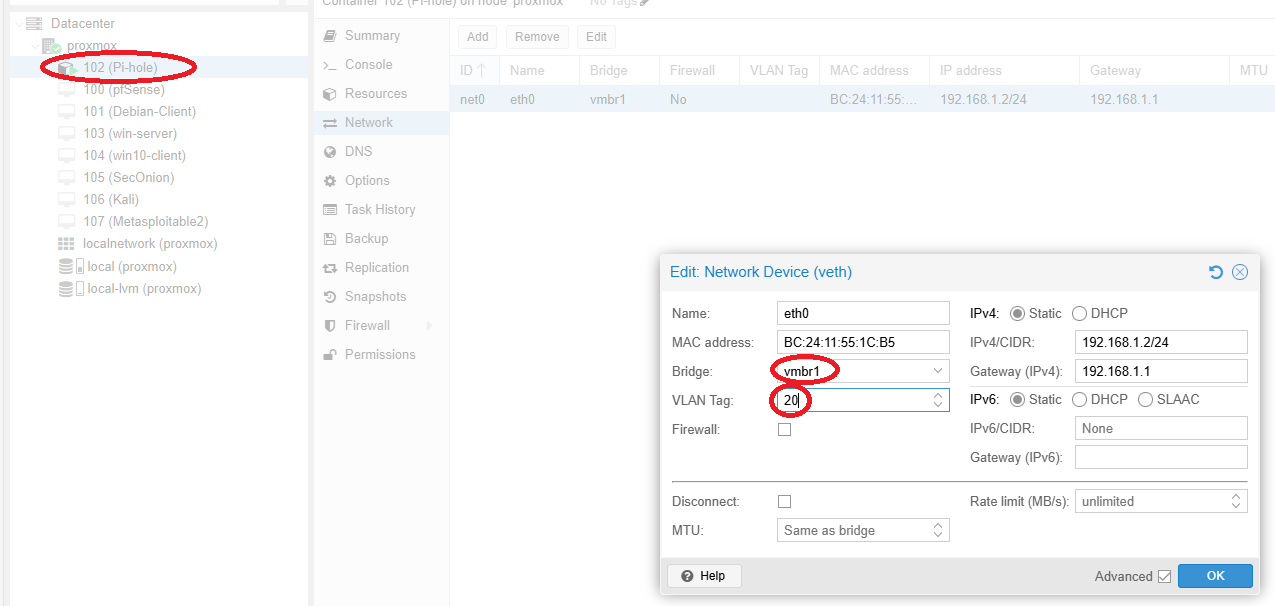 Container 102 (Pi-hole) on node 'proxmox'
No Tags
Datacenter
proxmox
102 (Pi-hole)
100 (pfSense)
101 (Debian-Client)
103 (win-server)
104 (win10-client)
105 (SecOnion)
106 (Kali)
107 (Metasploitable2)
localnetwork (proxmox)
local (proxmox)
local-lvm (proxmox)
Summary
Console
Resources
Network
DNS
Options
Task History
Backup
Replication
Snapshots
Firewall
Permissions
Add Remove Edit
ID Name Bridge Firewall VLAN Tag MAC address IP address Gateway MTU
net0 eth0 vmbr1 No BC:24:11:55:... 192.168.1.2/24 192.168.1.1
Edit: Network Device (veth)
Name: eth0
MAC address: BC:24:11:55:1C:B5
Bridge: vmbr1
VLAN Tag: 20
Firewall:
IPv4: Static DHCP
IPv4/CIDR: 192.168.1.2/24
Gateway (IPv4): 192.168.1.1
IPv6: Static DHCP SLAAC
IPv6/CIDR: None
Gateway (IPv6):
Disconnect:
MTU: Same as bridge
Rate limit (MB/s): unlimited
Help Advanced OK